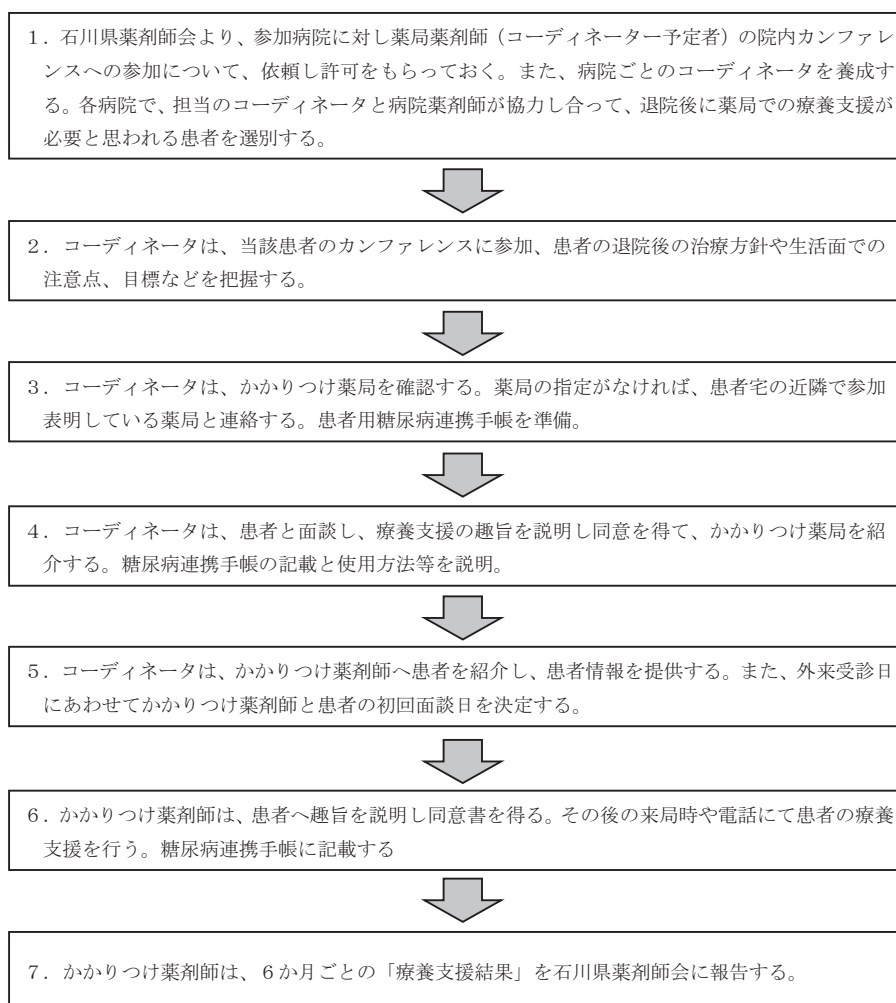 1．石川県薬剤師会より、参加病院に対し薬局薬剤師（コーディネーター予定者）の院内カンファレ
ンスへの参加について、依頼し許可をもらっておく。また、病院ごとのコーディネータを養成す
る。各病院で、担当のコーディネータと病院薬剤師が協力し合って、退院後に薬局での療養支援が
必要と思われる患者を選別する。
2．コーディネータは、当該患者のカンファレンスに参加、患者の退院後の治療方針や生活面での
注意点、目標などを把握する。
3．コーディネータは、かかりつけ薬局を確認する。薬局の指定がなければ、患者宅の近隣で参加
表明している薬局と連絡する。患者用糖尿病連携手帳を準備。
4．コーディネータは、患者と面談し、療養支援の趣旨を説明し同意を得て、かかりつけ薬局を紹
介する。糖尿病連携手帳の記載と使用方法等を説明。
5．コーディネータは、かかりつけ薬剤師へ患者を紹介し、患者情報を提供する。また、外来受診日
にあわせてかかりつけ薬剤師と患者の初回面談日を決定する。
6．かかりつけ薬剤師は、患者へ趣旨を説明し同意書を得る。その後の来局時や電話にて患者の療養
支援を行う。糖尿病連携手帳に記載する
7．かかりつけ薬剤師は、6か月ごとの「療養支援結果」を石川県薬剤師会に報告する。